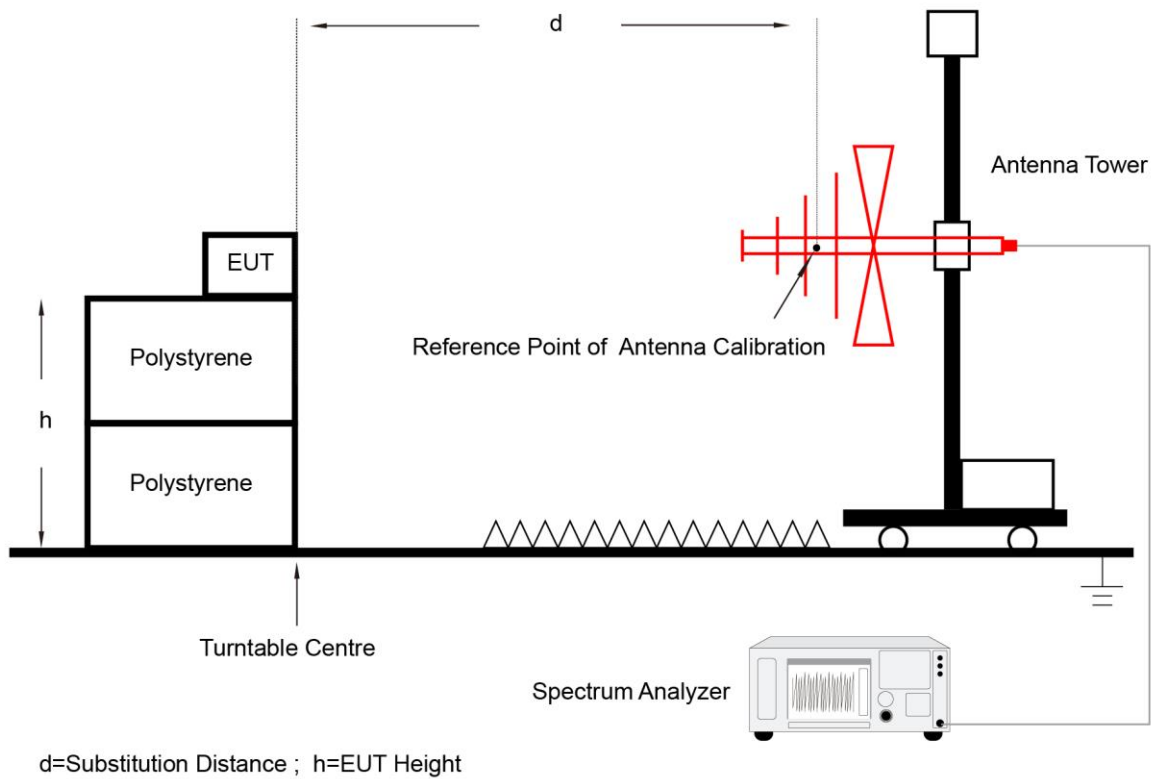 d
Antenna Tower
EUT
Reference Point of Antenna Calibration
Polystyrene
h
Polystyrene
Turntable Centre
Spectrum Analyzer
d=Substitution Distance ; h=EUT Height